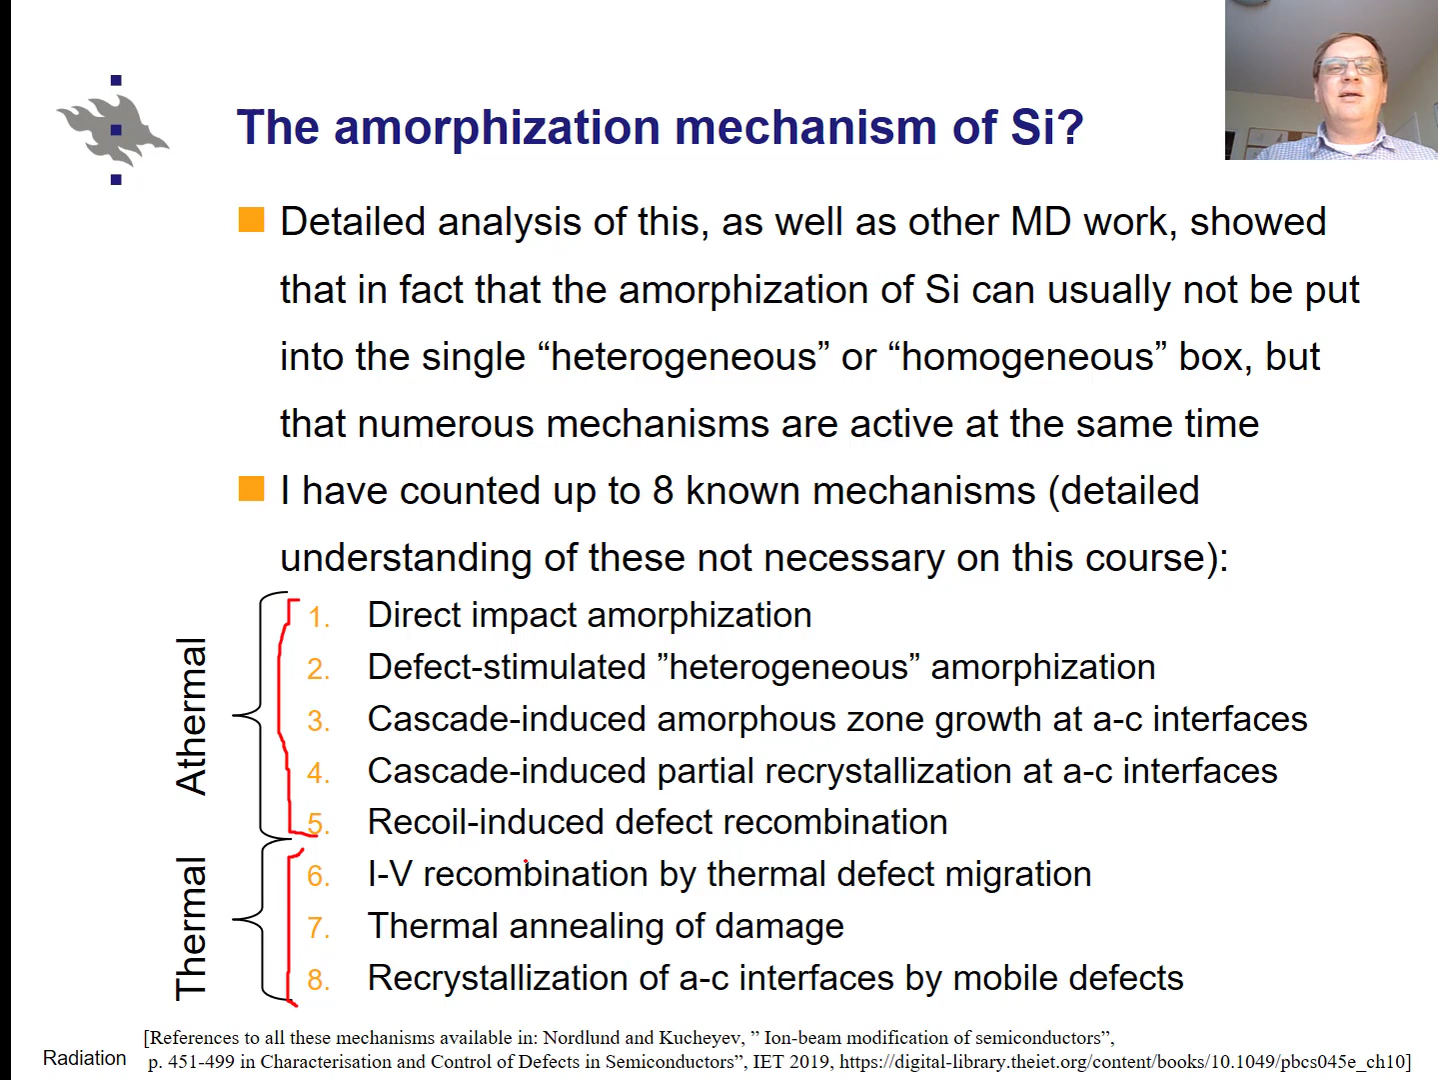 The amorphization mechanism of Si?
Detailed analysis of this, as well as other MD work, showed
that in fact that the amorphization of Si can usually not be put
into the single “heterogeneous” or “homogeneous” box, but
that numerous mechanisms are active at the same time
I have counted up to 8 known mechanisms (detailed
understanding of these not necessary on this course):
Athermal
1. Direct impact amorphization
2. Defect-stimulated ”heterogeneous” amorphization
3. Cascade-induced amorphous zone growth at a-c interfaces
4. Cascade-induced partial recrystallization at a-c interfaces
5. Recoil-induced defect recombination
Thermal
6. I-V recombination by thermal defect migration
7. Thermal annealing of damage
8. Recrystallization of a-c interfaces by mobile defects
[References to all these mechanisms available in: Nordlund and Kucheyev, ” Ion-beam modification of semiconductors”,
p. 451-499 in Characterisation and Control of Defects in Semiconductors”, IET 2019, https://digital-library.theiet.org/content/books/10.1049/pbcs045e_ch10]
Radiation